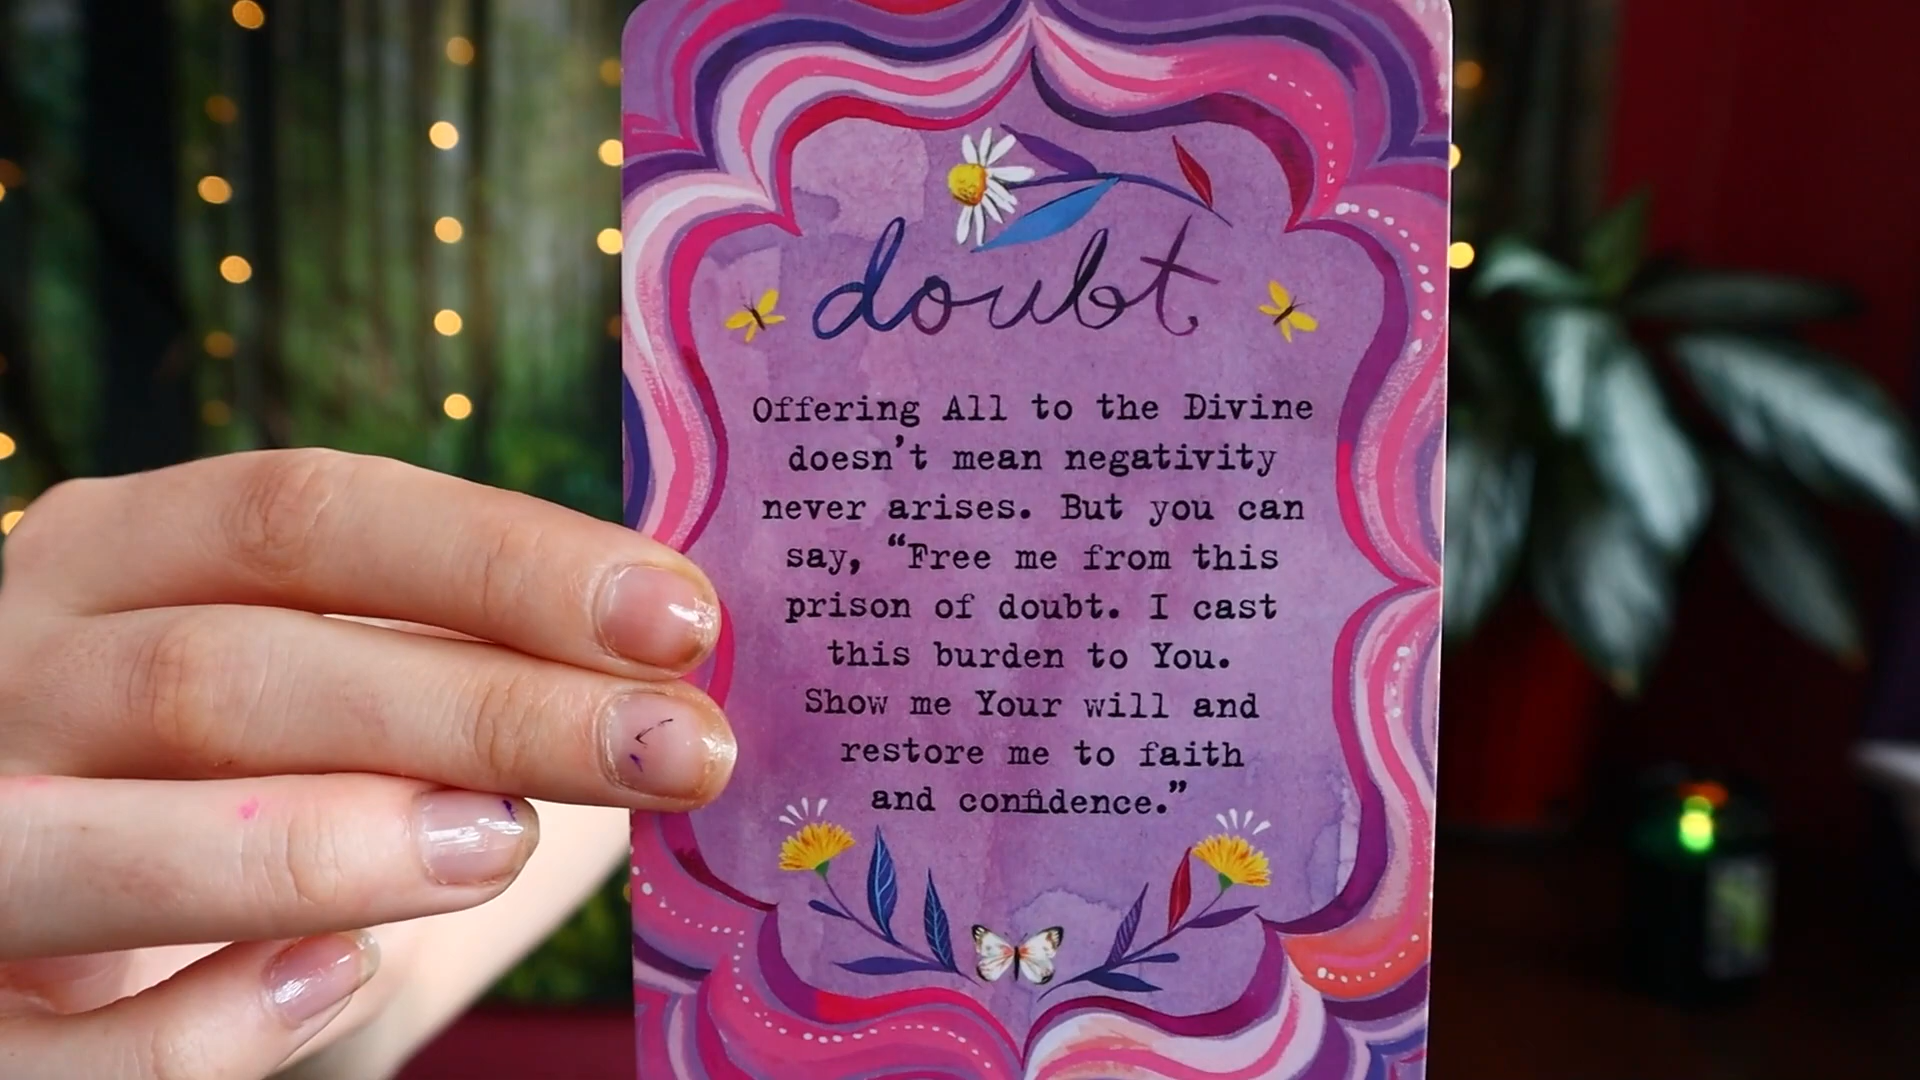 doubt
Offering All to the Divine
doesn't mean negativity
never arises. But you can
say, “Free me from this
prison of doubt. I cast
this burden to You.
Show me Your will and
restore me to faith
and confidence.”